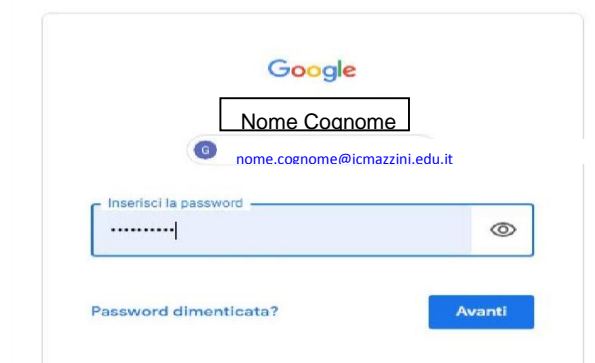 Google
Nome Cognome
G
nome.cognome@icmazzini.edu.it
Inserisci la password
••••••••••
Password dimenticata?
Avanti